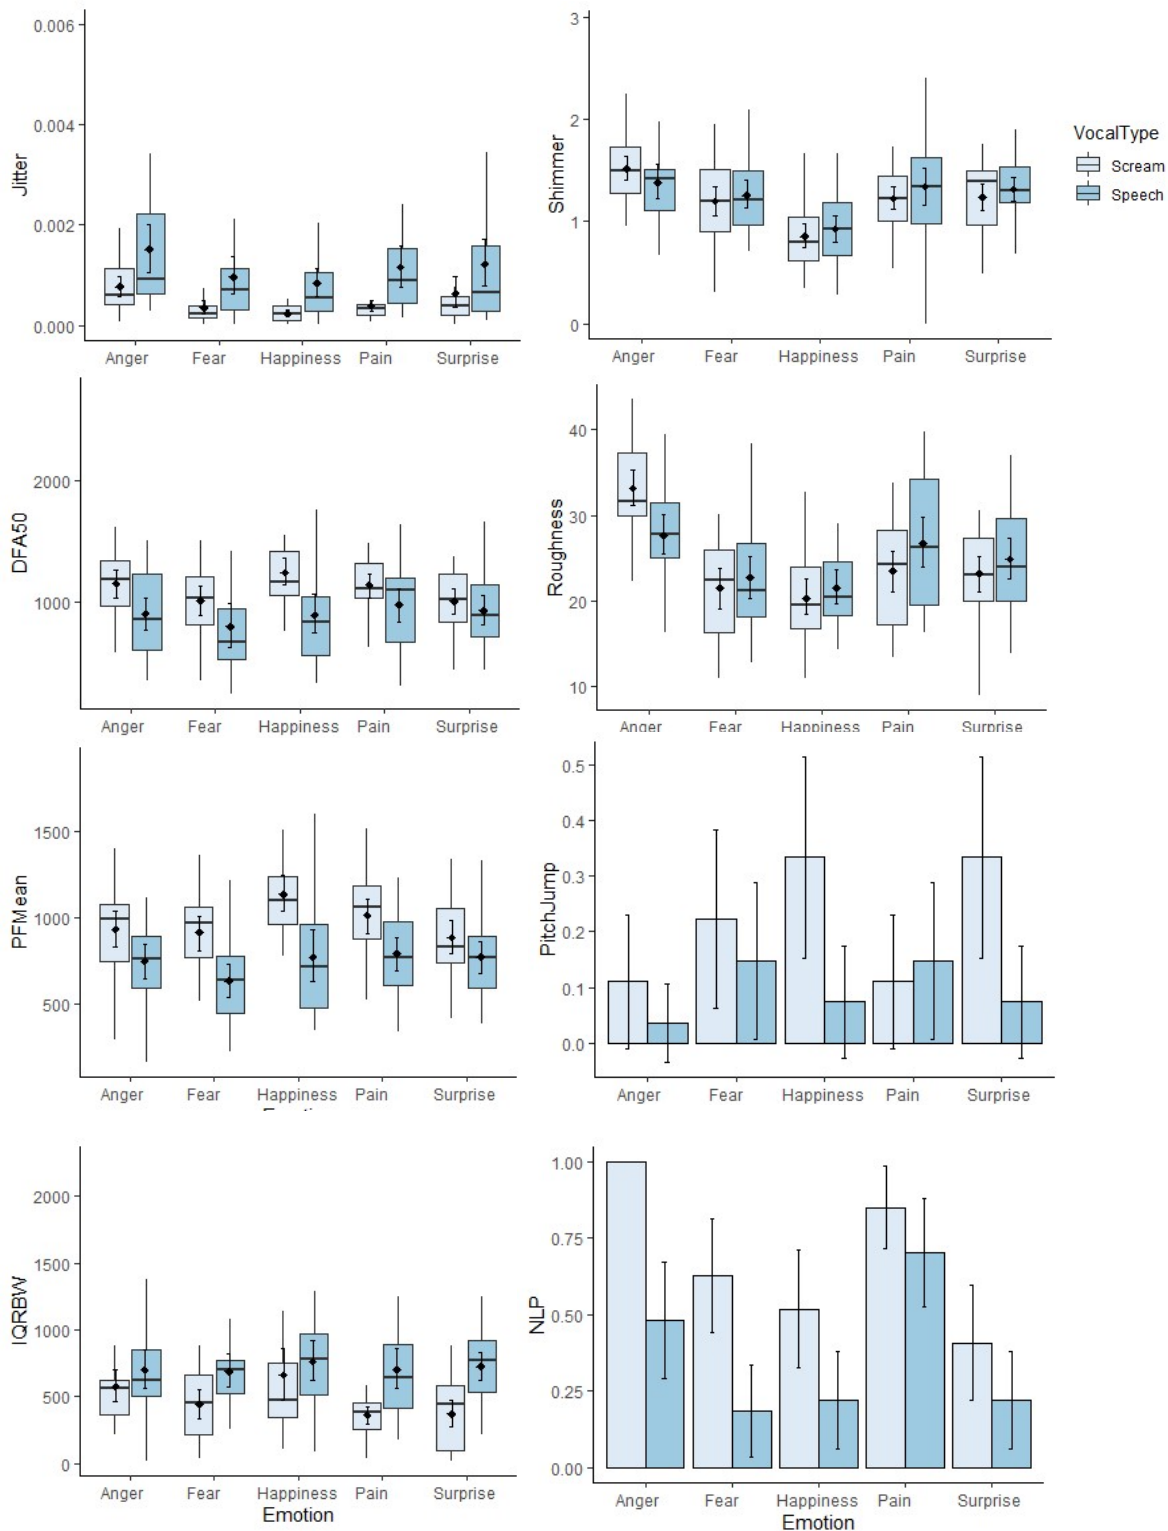 0.006
0.004
0.002
0.000
Jitter
Anger Fear Happiness Pain Surprise
3
2
1
0
Shimmer
Anger Fear Happiness Pain Surprise
VocalType
Scream
Speech
2000
1000
DFA50
Anger Fear Happiness Pain Surprise
40
30
20
10
Roughness
Anger Fear Happiness Pain Surprise
1500
1000
500
PFMean
Anger Fear Happiness Pain Surprise
0.5
0.4
0.3
0.2
0.1
0.0
PitchJump
Anger Fear Happiness Pain Surprise
2000
1500
1000
500
0
IQRBW
Anger Fear Happiness Pain Surprise
Emotion
1.00
0.75
0.50
0.25
0.00
NLP
Anger Fear Happiness Pain Surprise
Emotion